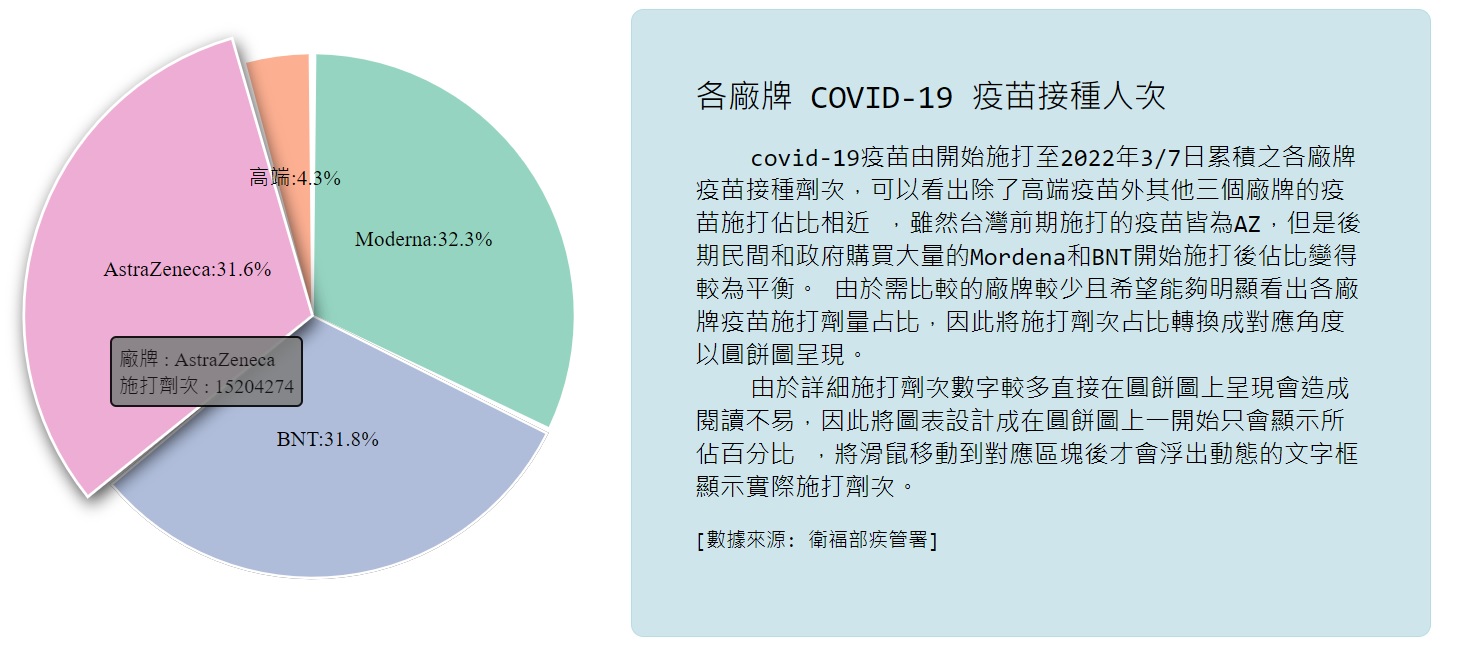 高端:4.3%
Moderna:32.3%
AstraZeneca:31.6%
廠牌 : AstraZeneca
施打劑次 : 15204274
BNT:31.8%
各廠牌 COVID-19 疫苗接種人次
covid-19疫苗由開始施打至2022年3/7日累積之各廠牌
疫苗接種劑次，可以看出除了高端疫苗外其他三個廠牌的疫
苗施打佔比相近 ，雖然台灣前期施打的疫苗皆為AZ，但是後
期民間和政府購買大量的Mordena和BNT開始施打後佔比變得
較為平衡。 由於需比較的廠牌較少且希望能夠明顯看出各廠
牌疫苗施打劑量占比，因此將施打劑次占比轉換成對應角度
以圓餅圖呈現。
由於詳細施打劑次數字較多直接在圓餅圖上呈現會造成
閱讀不易，因此將圖表設計成在圓餅圖上一開始只會顯示所
佔百分比 ，將滑鼠移動到對應區塊後才會浮出動態的文字框
顯示實際施打劑次。
[數據來源: 衛福部疾管署]